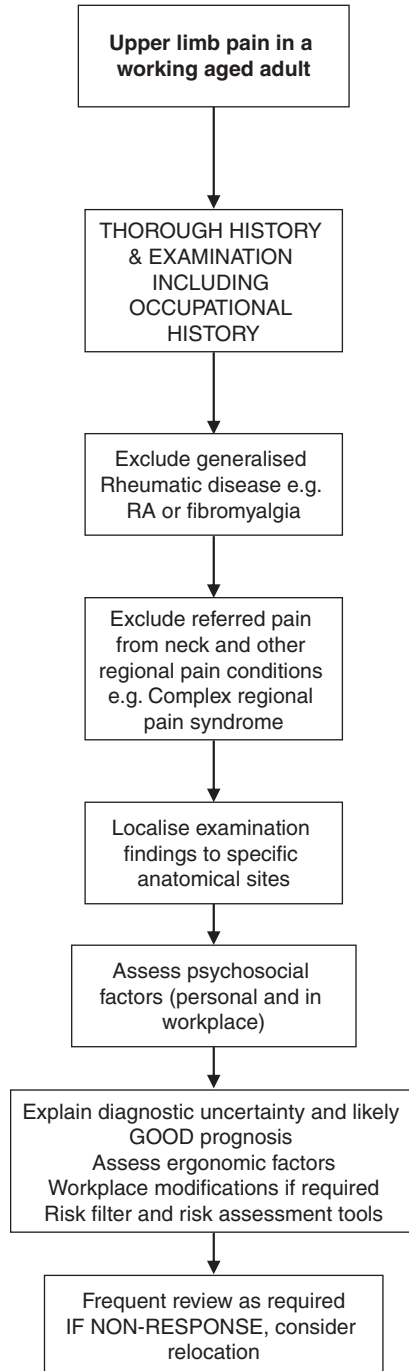 Upper limb pain in a
working aged adult
THOROUGH HISTORY
& EXAMINATION
INCLUDING
OCCUPATIONAL
HISTORY
Exclude generalised
Rheumatic disease e.g.
RA or fibromyalgia
Exclude referred pain
from neck and other
regional pain conditions
e.g. Complex regional
pain syndrome
Localise examination
findings to specific
anatomical sites
Assess psychosocial
factors (personal and in
workplace)
Explain diagnostic uncertainty and likely
GOOD prognosis
Assess ergonomic factors
Workplace modifications if required
Risk filter and risk assessment tools
Frequent review as required
IF NON-RESPONSE, consider
relocation